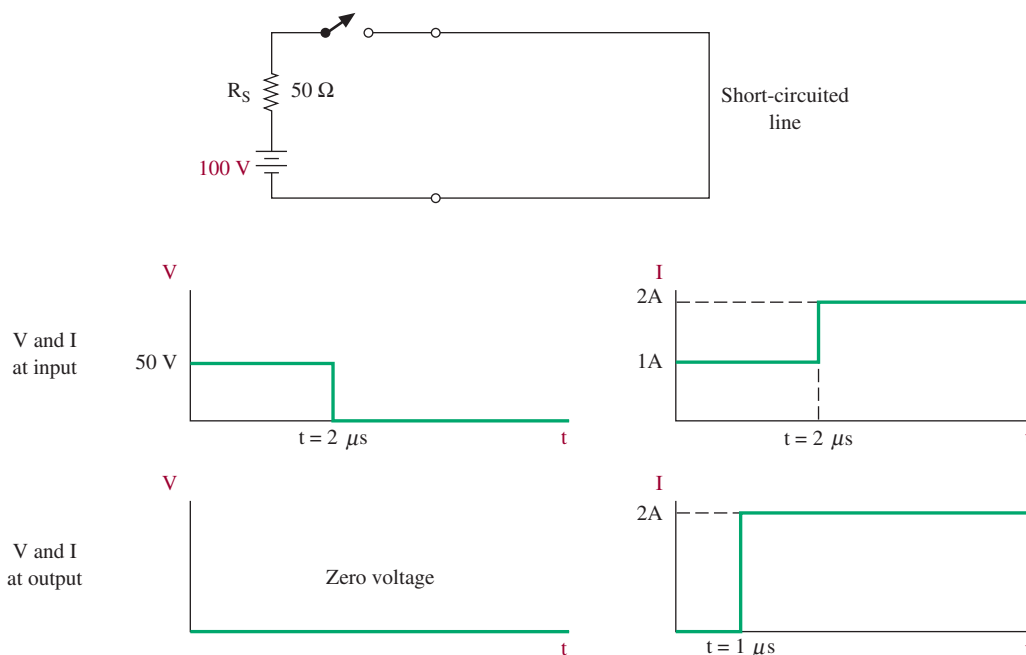 R_S 50 Ω
100 V
Short-circuited
line
V and I
at input
V
50 V
t = 2 μs
t
I
2A
1A
t = 2 μs
V and I
at output
V
Zero voltage
t
I
2A
t = 1 μs